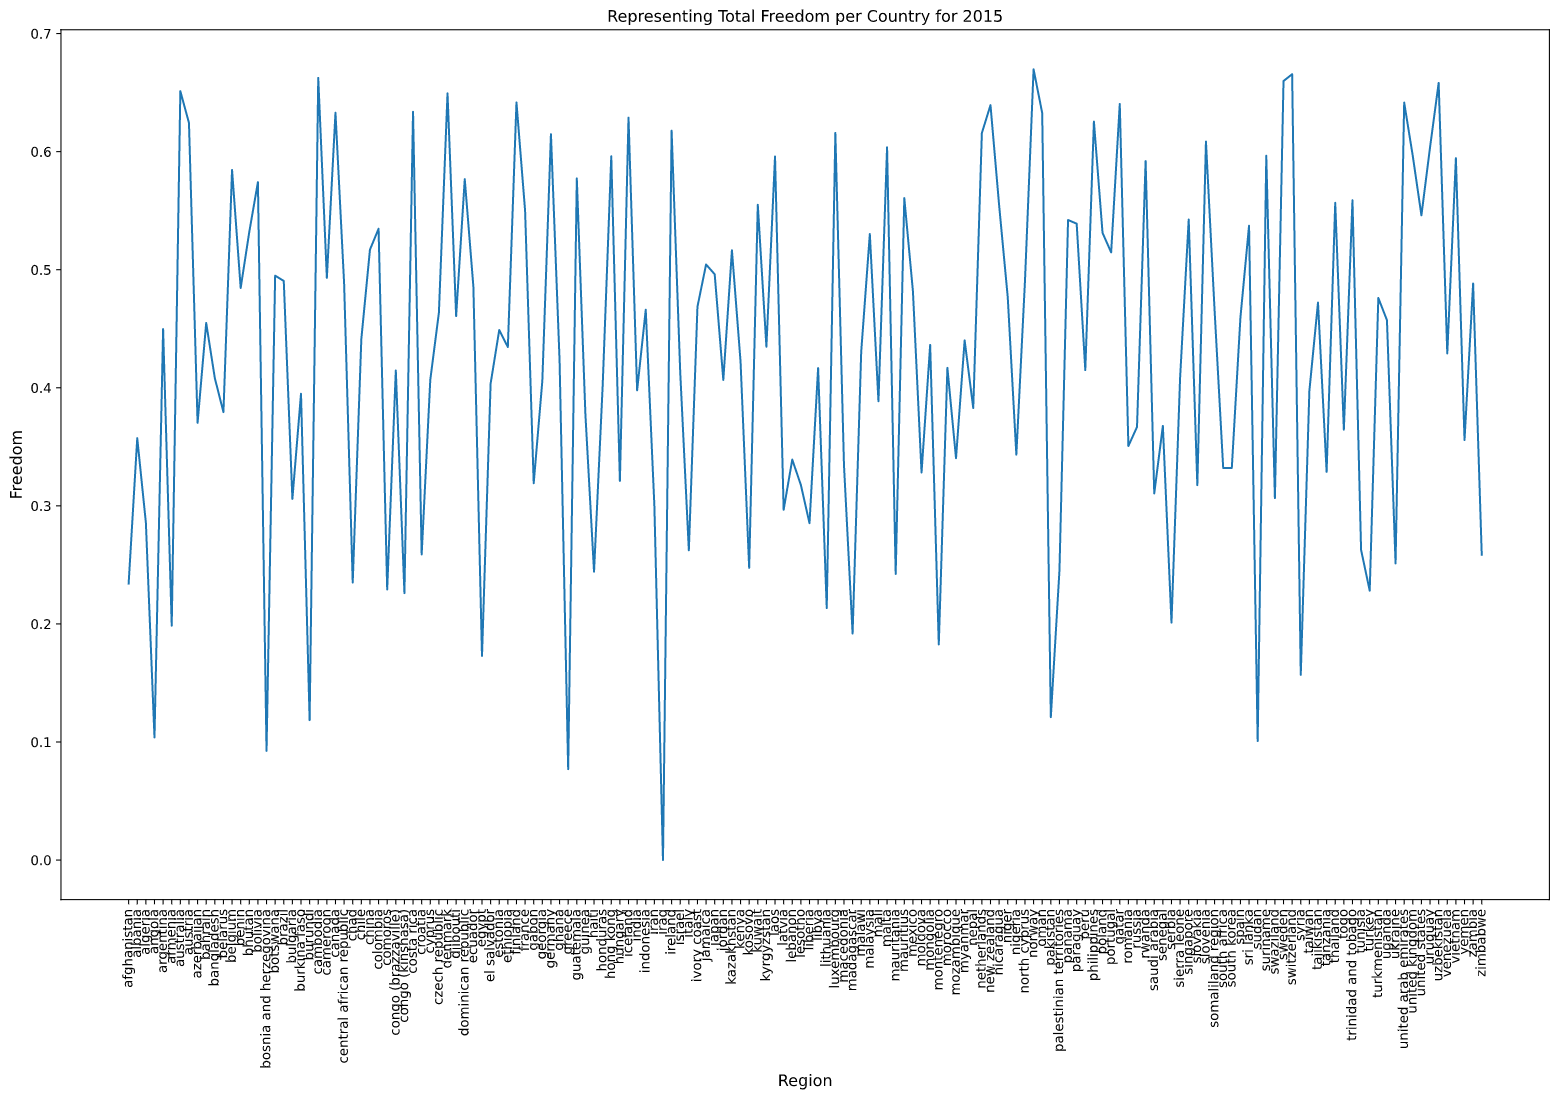 Representing Total Freedom per Country for 2015
0.7
0.6
0.5
0.4
0.3
0.2
0.1
0.0
Freedom
afghanistan
albania
algeria
angola
argentina
armenia
australia
austria
azerbaijan
bahrain
bangladesh
belarus
belgium
benin
bhutan
bolivia
bosnia and herzegovina
botswana
brazil
bulgaria
burkina faso
burundi
cambodia
cameroon
canada
central african republic
chad
chile
china
colombia
comoros
congo (brazzaville)
congo (kinshasa)
costa rica
croatia
cyprus
czech republic
denmark
djibouti
dominican republic
ecuador
egypt
el salvador
estonia
ethiopia
finland
france
gabon
georgia
germany
ghana
greece
guatemala
guinea
haiti
honduras
hong kong
hungary
iceland
india
indonesia
iran
iraq
ireland
israel
italy
ivory coast
jamaica
japan
jordan
kazakhstan
kenya
kosovo
kuwait
kyrgyzstan
laos
latvia
lebanon
lesotho
liberia
libya
lithuania
luxembourg
macedonia
madagascar
malawi
malaysia
mali
malta
mauritania
mauritius
mexico
moldova
mongolia
montenegro
morocco
mozambique
myanmar
nepal
netherlands
new zealand
nicaragua
niger
nigeria
north cyprus
norway
oman
pakistan
palestinian territories
panama
paraguay
peru
philippines
poland
portugal
qatar
romania
russia
rwanda
saudi arabia
senegal
serbia
sierra leone
singapore
slovakia
slovenia
somaliland region
south africa
south korea
spain
sri lanka
sudan
suriname
swaziland
sweden
switzerland
syria
taiwan
tajikistan
tanzania
thailand
togo
trinidad and tobago
tunisia
turkey
turkmenistan
uganda
ukraine
united arab emirates
united kingdom
united states
uruguay
uzbekistan
venezuela
vietnam
yemen
zambia
zimbabwe
Region